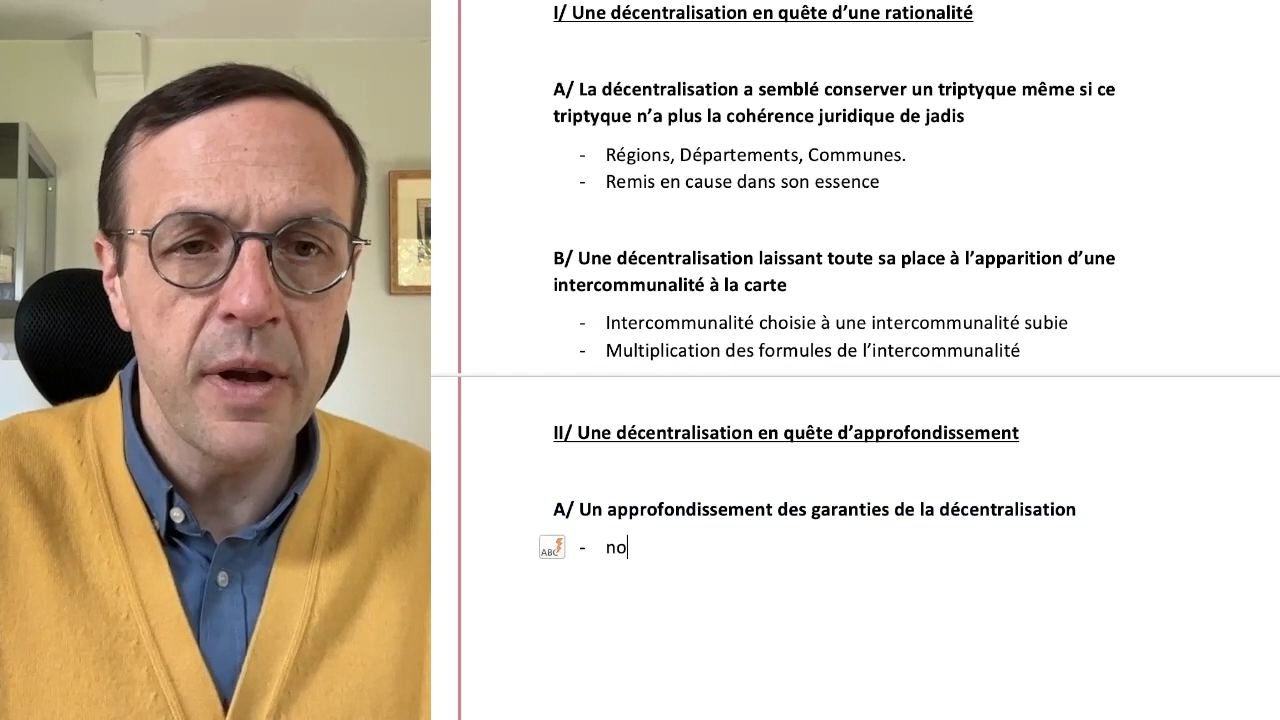 I/ Une décentralisation en quête d’une rationalité
A/ La décentralisation a semblé conserver un triptyque même si ce
triptyque n’a plus la cohérence juridique de jadis
- Régions, Départements, Communes.
- Remis en cause dans son essence
B/ Une décentralisation laissant toute sa place à l’apparition d’une
intercommunalité à la carte
- Intercommunalité choisie à une intercommunalité subie
- Multiplication des formules de l’intercommunalité
II/ Une décentralisation en quête d’approfondissement
A/ Un approfondissement des garanties de la décentralisation
ABC - no